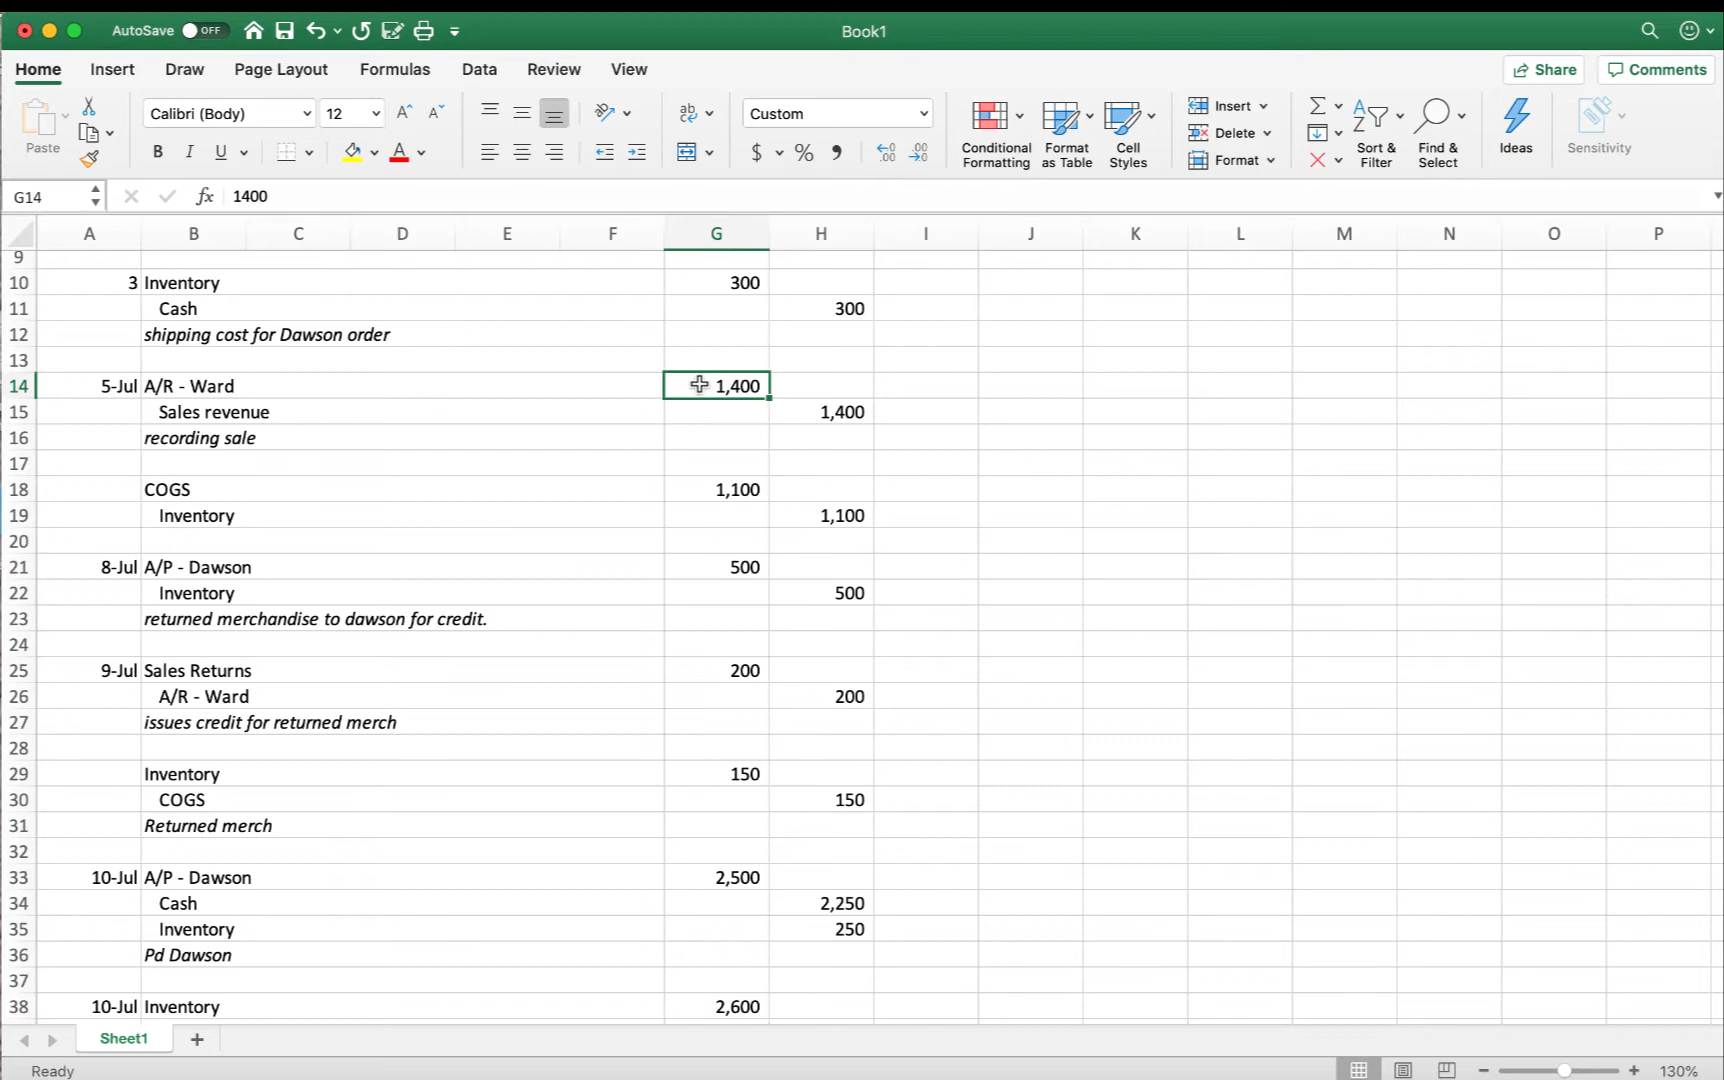 AutoSave OFF Book1
Home Insert Draw Page Layout Formulas Data Review View Share Comments
Paste Calibri (Body) 12 A A ab Custom Insert Σ A Z
B I U A $ % , .0 .00 .00 .0 Conditional Formatting Format as Table Cell Styles Delete Format Sort & Filter Find & Select Ideas Sensitivity
G14 fx 1400
A B C D E F G H I J K L M N O P
9
10 3 Inventory 300
11 Cash 300
12 shipping cost for Dawson order
13
14 5-Jul A/R - Ward 1,400
15 Sales revenue 1,400
16 recording sale
17
18 COGS 1,100
19 Inventory 1,100
20
21 8-Jul A/P - Dawson 500
22 Inventory 500
23 returned merchandise to dawson for credit.
24
25 9-Jul Sales Returns 200
26 A/R - Ward 200
27 issues credit for returned merch
28
29 Inventory 150
30 COGS 150
31 Returned merch
32
33 10-Jul A/P - Dawson 2,500
34 Cash 2,250
35 Inventory 250
36 Pd Dawson
37
38 10-Jul Inventory 2,600
Sheet1 +
Ready 130%